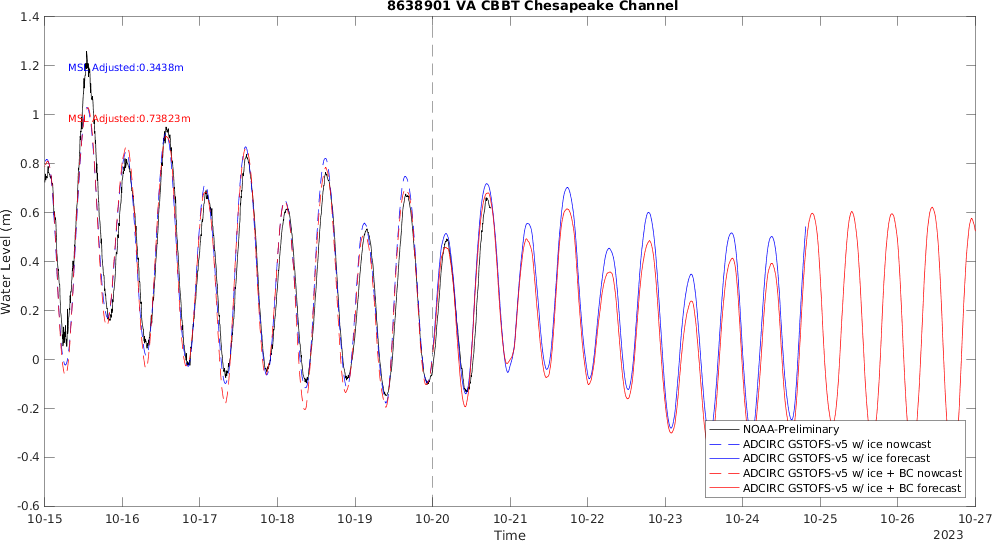 8638901 VA CBBT Chesapeake Channel
1.4
1.2
1
0.8
0.6
0.4
0.2
0
-0.2
-0.4
-0.6
Water Level (m)
MSL Adjusted:0.3438m
MSL Adjusted:0.73823m
NOAA-Preliminary
ADCIRC GSTOFS-v5 w/ ice nowcast
ADCIRC GSTOFS-v5 w/ ice forecast
ADCIRC GSTOFS-v5 w/ ice + BC nowcast
ADCIRC GSTOFS-v5 w/ ice + BC forecast
10-15 10-16 10-17 10-18 10-19 10-20 10-21 10-22 10-23 10-24 10-25 10-26 10-27
Time
2023